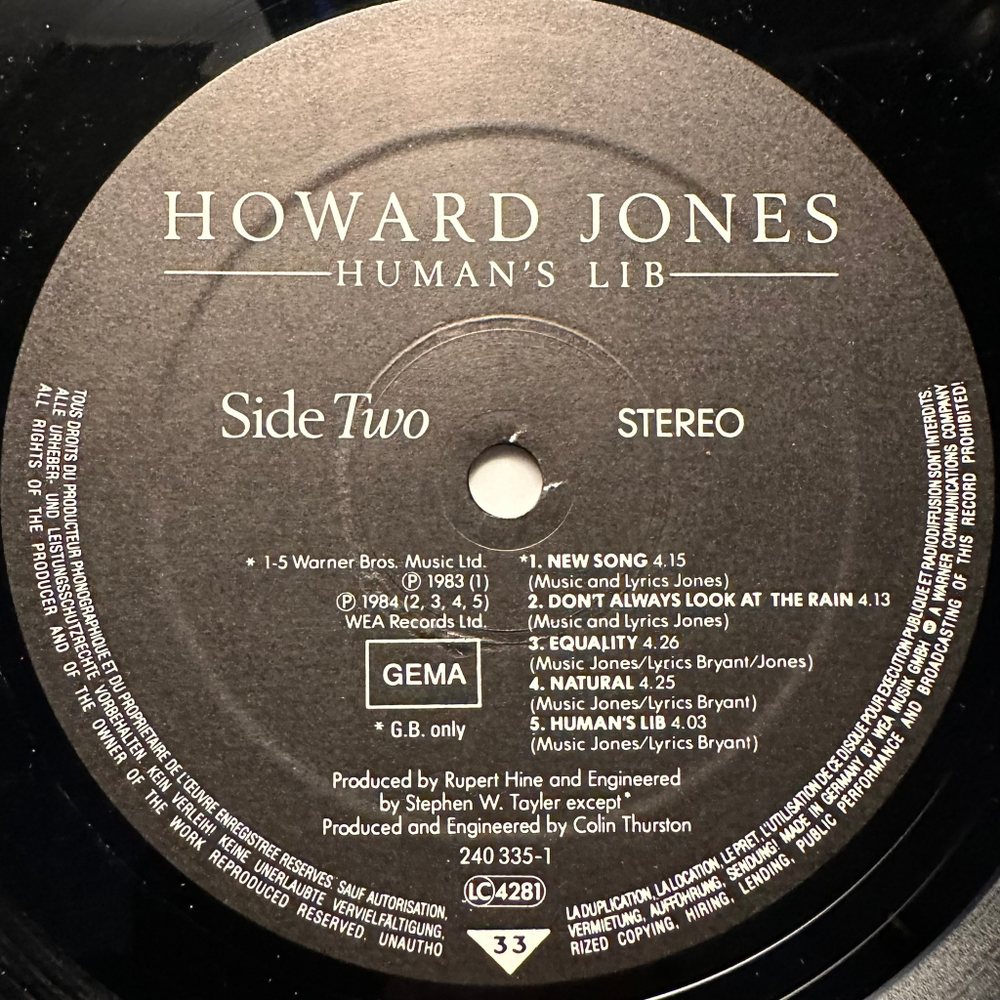 HOWARD JONES
HUMAN'S LIB
Side Two
STEREO
* 1-5 Warner Bros. Music Ltd.
Ⓟ 1983 (1)
Ⓟ 1984 (2, 3, 4, 5)
WEA Records Ltd.
GEMA
* G.B. only
*1. NEW SONG 4.15
(Music and Lyrics Jones)
2. DON'T ALWAYS LOOK AT THE RAIN 4.13
(Music and Lyrics Jones)
3. EQUALITY 4.26
(Music Jones/Lyrics Bryant/Jones)
4. NATURAL 4.25
(Music Jones/Lyrics Bryant)
5. HUMAN'S LIB 4.03
(Music Jones/Lyrics Bryant)
Produced by Rupert Hine and Engineered
by Stephen W. Tayler except*
Produced and Engineered by Colin Thurston
240 335-1
LC 4281
33
TOUS DROITS DU PRODUCTEUR PHONOGRAPHIQUE ET DU PROPRIETAIRE DE L'ŒUVRE ENREGISTREE RESERVES. SAUF AUTORISATION,
LA DUPLICATION, LA LOCATION, LE PRET, L'UTILISATION DE CE DISQUE POUR EXECUTION PUBLIQUE ET RADIODIFFUSION SONT INTERDITS.
ALLE URHEBER- UND LEISTUNGSSCHUTZRECHTE VORBEHALTEN. KEIN VERLEIH! KEINE UNERLAUBTE VERVIELFÄLTIGUNG,
VERMIETUNG, AUFFÜHRUNG, SENDUNG! MADE IN GERMANY BY WEA MUSIK GMBH A WARNER COMMUNICATIONS COMPANY
ALL RIGHTS OF THE PRODUCER AND OF THE OWNER OF THE WORK REPRODUCED RESERVED. UNAUTHO
RIZED COPYING, HIRING, LENDING, PUBLIC PERFORMANCE AND BROADCASTING OF THIS RECORD PROHIBITED!